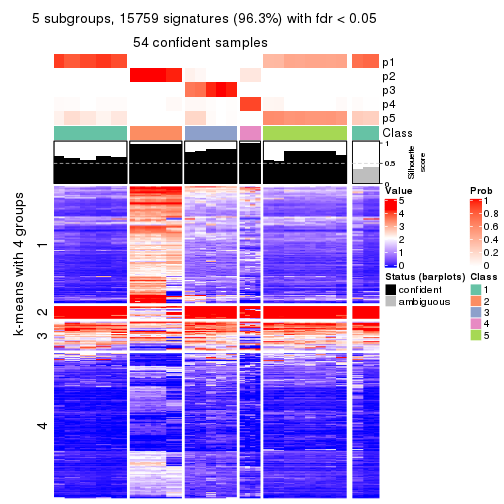 5 subgroups, 15759 signatures (96.3%) with fdr < 0.05
54 confident samples
p1
p2
p3
p4
p5
Class
1
0.5
0
Silhouette
score
k-means with 4 groups
1
2
3
4
Value
5
4
3
2
1
0
Prob
1
0.8
0.6
0.4
0.2
0
Status (barplots)
confident
ambiguous
Class
1
2
3
4
5